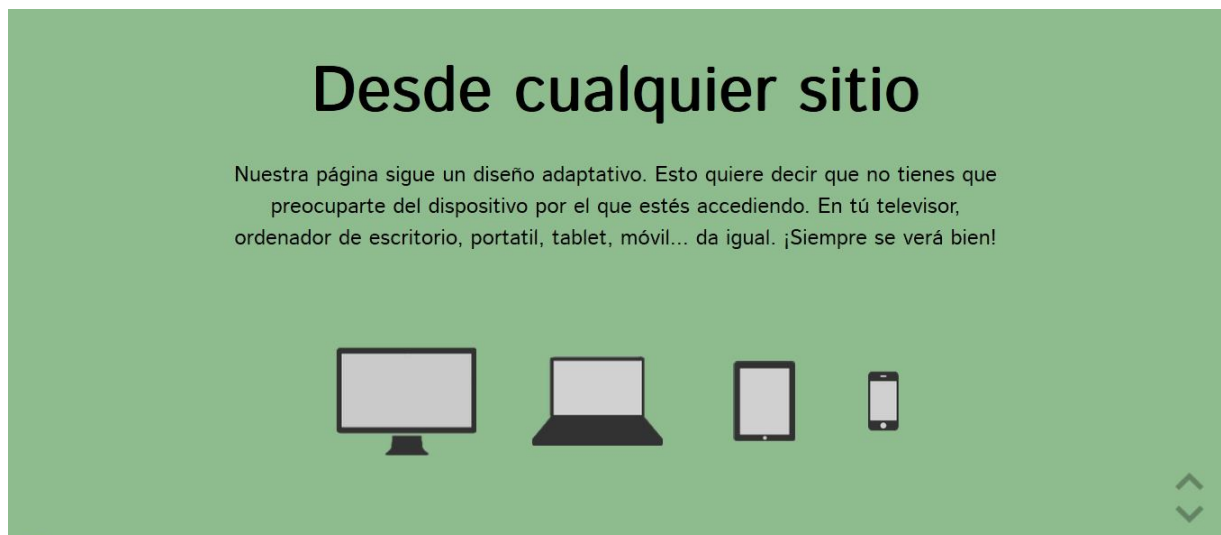 Desde cualquier sitio
Nuestra página sigue un diseño adaptativo. Esto quiere decir que no tienes que
preocuparte del dispositivo por el que estés accediendo. En tú televisor,
ordenador de escritorio, portatil, tablet, móvil... da igual. ¡Siempre se verá bien!